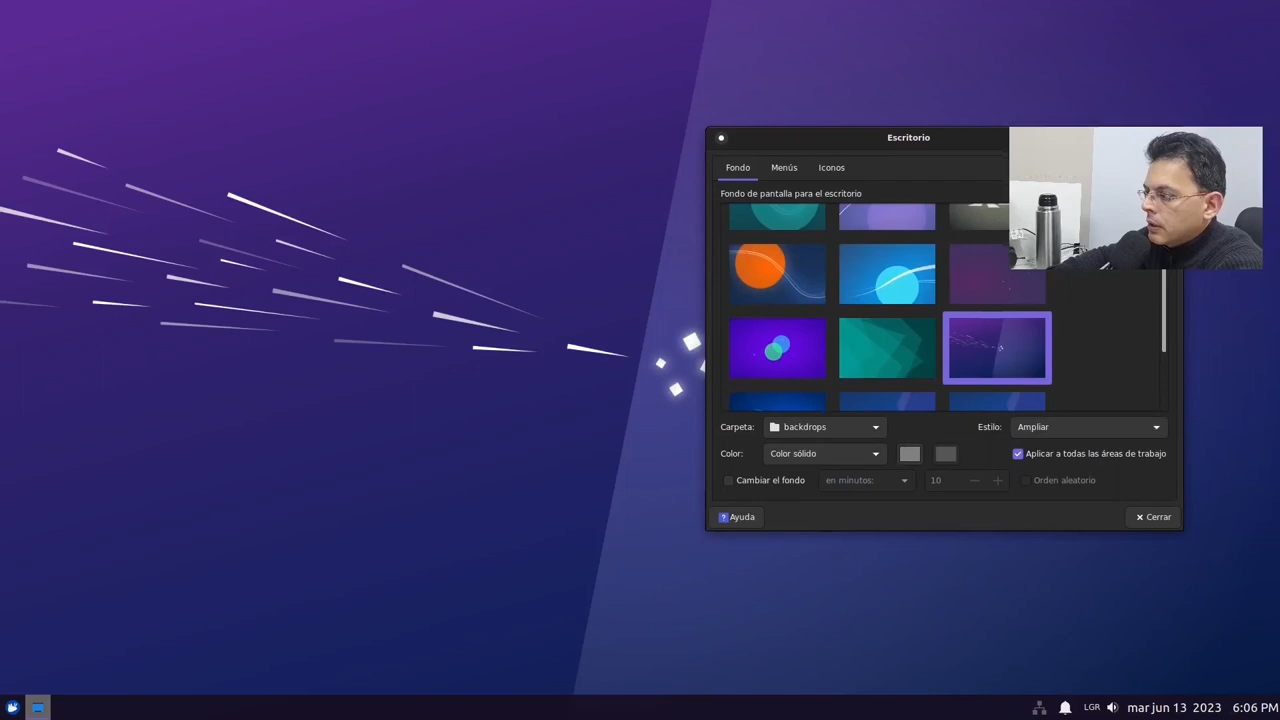 Escritorio
Fondo Menús Iconos
Fondo de pantalla para el escritorio
Carpeta: backdrops Estilo: Ampliar
Color: Color sólido Aplicar a todas las áreas de trabajo
Cambiar el fondo en minutos: 10 Orden aleatorio
? Ayuda Cerrar
LGR mar jun 13 2023 6:06 PM